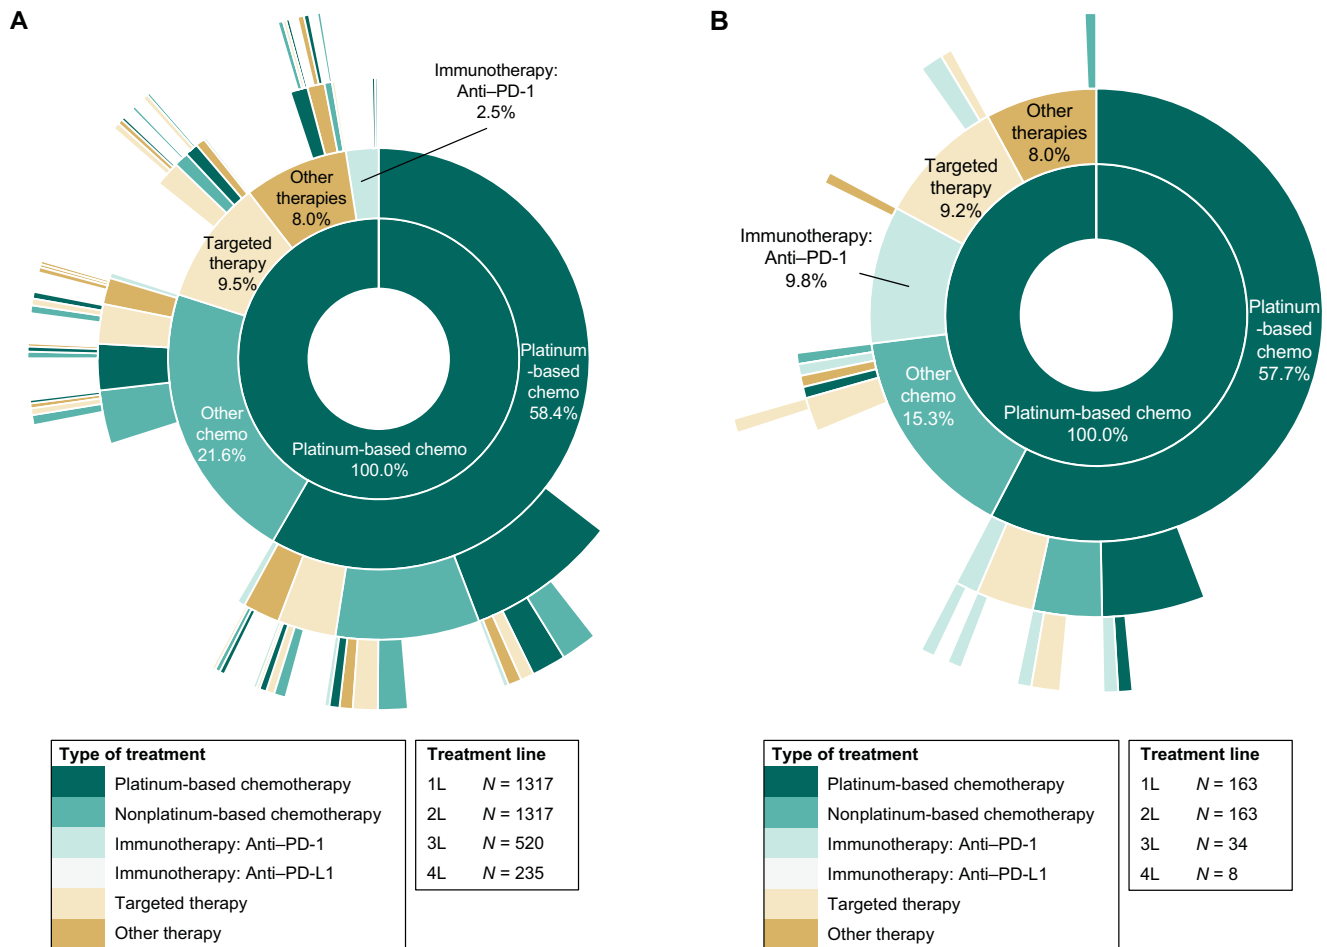 A
Immunotherapy:
Anti–PD-1
2.5%
Other
therapies
8.0%
Targeted
therapy
9.5%
Other
chemo
21.6%
Platinum
-based
chemo
58.4%
Platinum-based chemo
100.0%
Type of treatment
Platinum-based chemotherapy
Nonplatinum-based chemotherapy
Immunotherapy: Anti–PD-1
Immunotherapy: Anti–PD-L1
Targeted therapy
Other therapy
Treatment line
1L N = 1317
2L N = 1317
3L N = 520
4L N = 235
B
Other
therapies
8.0%
Targeted
therapy
9.2%
Immunotherapy:
Anti–PD-1
9.8%
Other
chemo
15.3%
Platinum
-based
chemo
57.7%
Platinum-based chemo
100.0%
Type of treatment
Platinum-based chemotherapy
Nonplatinum-based chemotherapy
Immunotherapy: Anti–PD-1
Immunotherapy: Anti–PD-L1
Targeted therapy
Other therapy
Treatment line
1L N = 163
2L N = 163
3L N = 34
4L N = 8